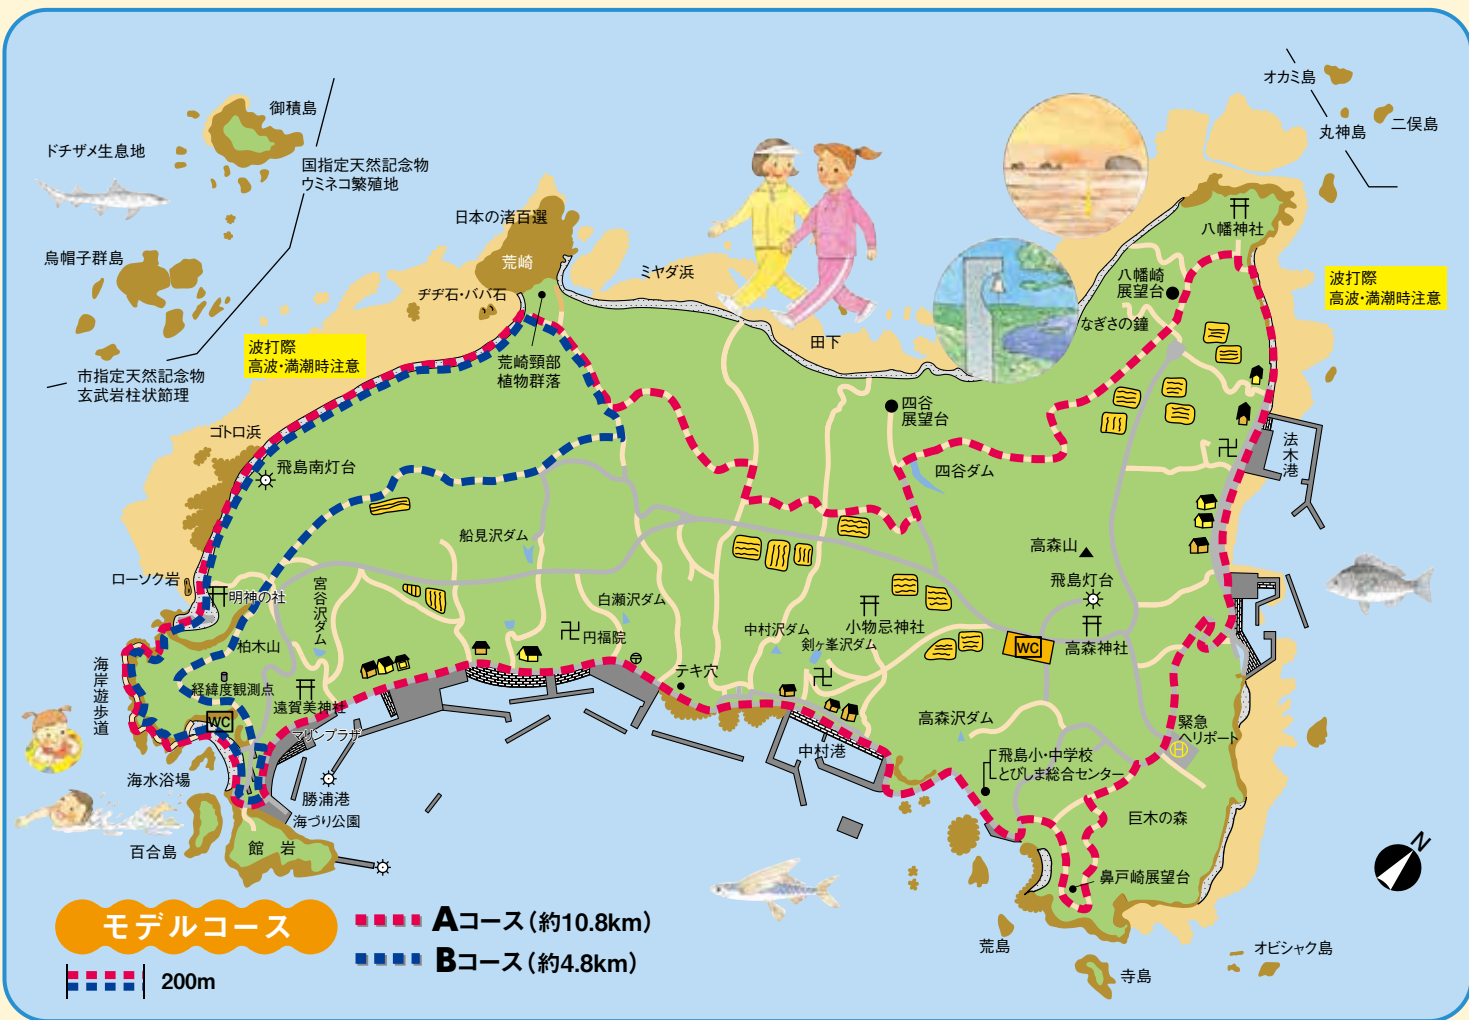 オカミ島
丸神島
二俣島
御積島
ドチザメ生息地
国指定天然記念物
ウミネコ繁殖地
烏帽子群島
市指定天然記念物
玄武岩柱状節理
波打際
高波・満潮時注意
日本の渚百選
荒崎
ヂヂ石・ババ石
ミヤダ浜
荒崎頸部
植物群落
田下
八幡神社
八幡崎
展望台
なぎさの鐘
波打際
高波・満潮時注意
四谷
展望台
四谷ダム
法木港
ゴトロ浜
飛島南灯台
船見沢ダム
高森山
飛島灯台
高森神社
ローソク岩
明神の社
宮谷沢ダム
白瀬沢ダム
円福院
中村沢ダム
剣ヶ峯沢ダム
小物忌神社
WC
柏木山
海岸遊歩道
経緯度観測点
遠賀美神社
テキ穴
WC
マリンプラザ
高森沢ダム
緊急
ヘリポート
H
中村港
飛島小・中学校
とびしま総合センター
海水浴場
勝浦港
海づり公園
巨木の森
百合島
館岩
鼻戸崎展望台
N
荒島
寺島
オビシャク島
モデルコース
Aコース（約10.8km）
Bコース（約4.8km）
200m